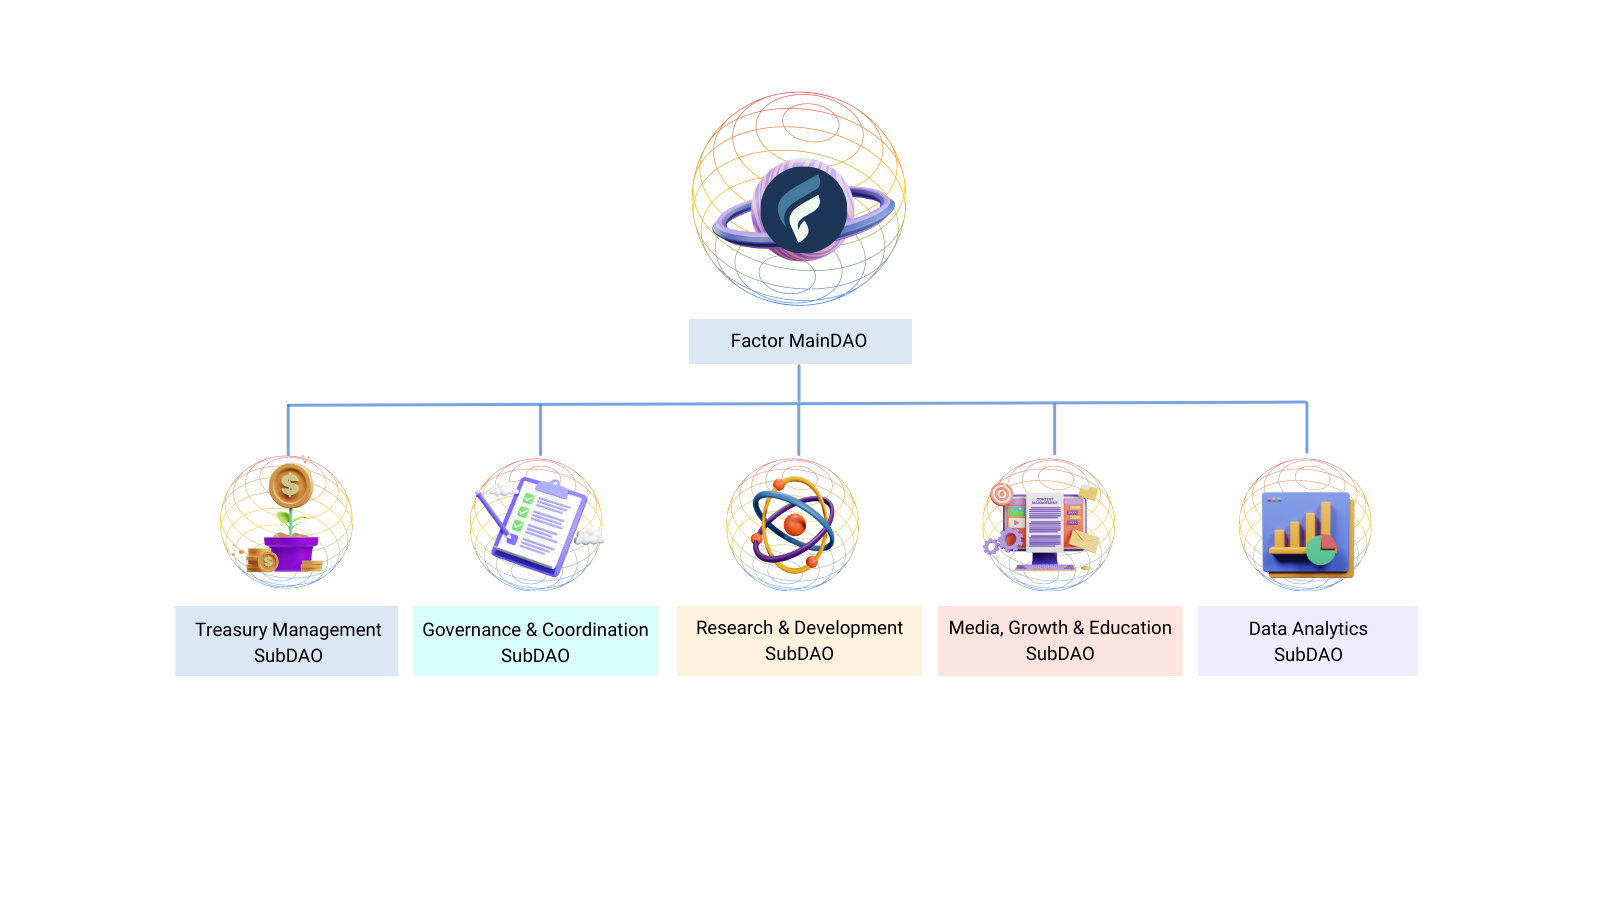 Factor MainDAO
Treasury Management
SubDAO
Governance & Coordination
SubDAO
Research & Development
SubDAO
Media, Growth & Education
SubDAO
Data Analytics
SubDAO